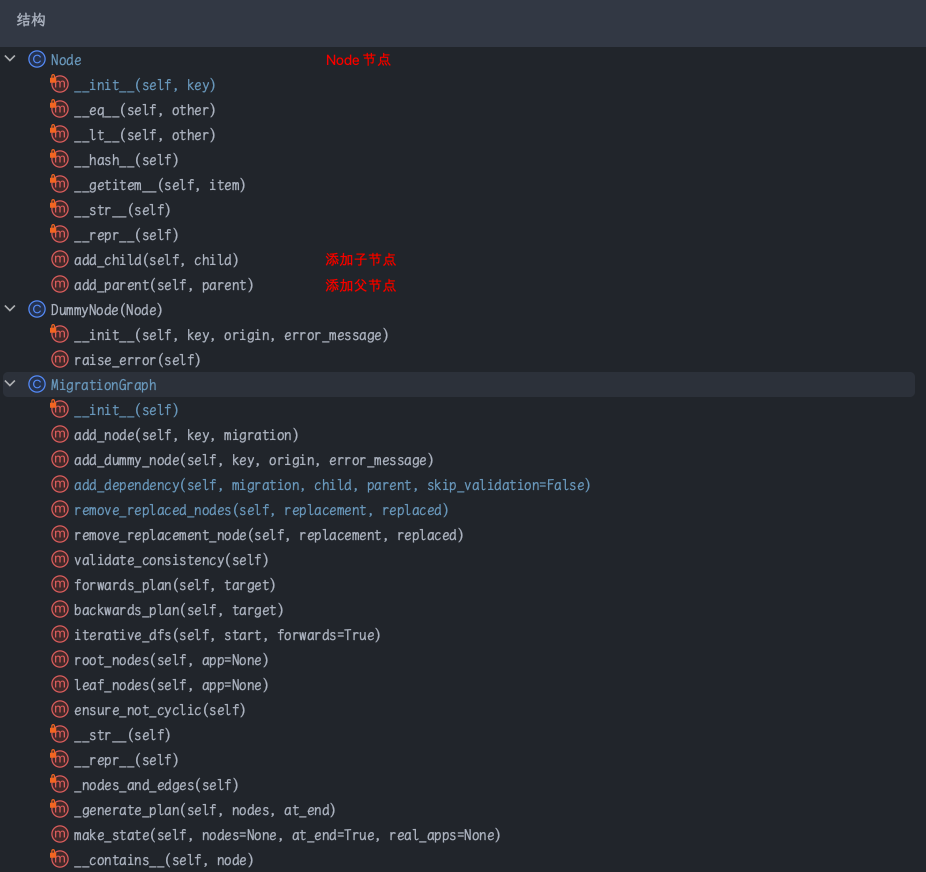 结构
Node Node 节点
__init__(self, key)
__eq__(self, other)
__lt__(self, other)
__hash__(self)
__getitem__(self, item)
__str__(self)
__repr__(self)
add_child(self, child) 添加子节点
add_parent(self, parent) 添加父节点
DummyNode(Node)
__init__(self, key, origin, error_message)
raise_error(self)
MigrationGraph
__init__(self)
add_node(self, key, migration)
add_dummy_node(self, key, origin, error_message)
add_dependency(self, migration, child, parent, skip_validation=False)
remove_replaced_nodes(self, replacement, replaced)
remove_replacement_node(self, replacement, replaced)
validate_consistency(self)
forwards_plan(self, target)
backwards_plan(self, target)
iterative_dfs(self, start, forwards=True)
root_nodes(self, app=None)
leaf_nodes(self, app=None)
ensure_not_cyclic(self)
__str__(self)
__repr__(self)
_nodes_and_edges(self)
_generate_plan(self, nodes, at_end)
make_state(self, nodes=None, at_end=True, real_apps=None)
__contains__(self, node)